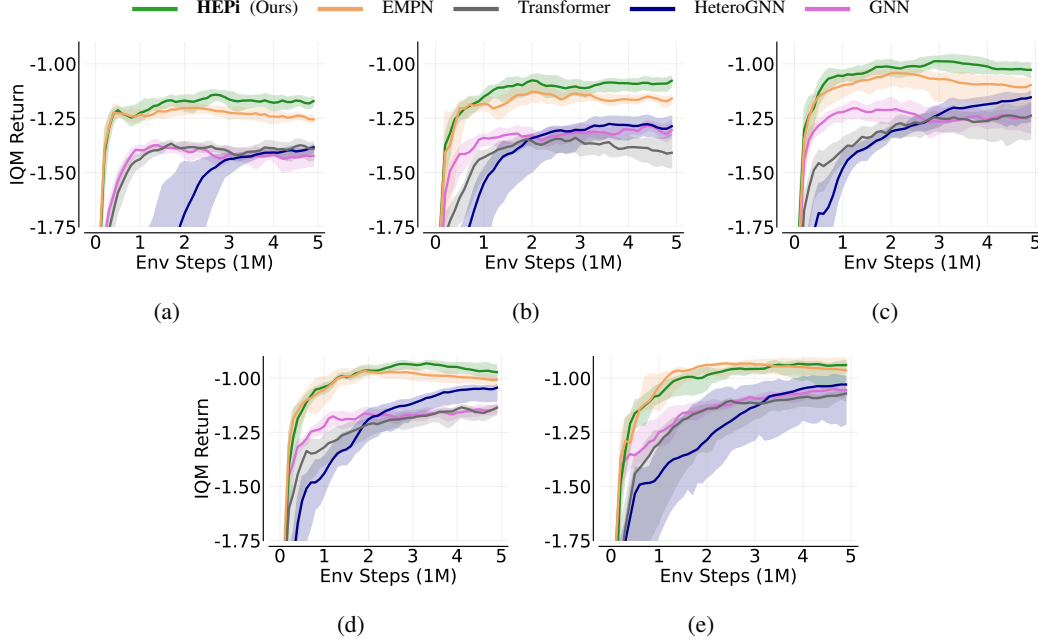 HEPi (Ours) EMPN Transformer HeteroGNN GNN
IQM Return
-1.00
-1.25
-1.50
-1.75
0 1 2 3 4 5
Env Steps (1M)
(a)
-1.00
-1.25
-1.50
-1.75
0 1 2 3 4 5
Env Steps (1M)
(b)
-1.00
-1.25
-1.50
-1.75
0 1 2 3 4 5
Env Steps (1M)
(c)
IQM Return
-1.00
-1.25
-1.50
-1.75
0 1 2 3 4 5
Env Steps (1M)
(d)
-1.00
-1.25
-1.50
-1.75
0 1 2 3 4 5
Env Steps (1M)
(e)